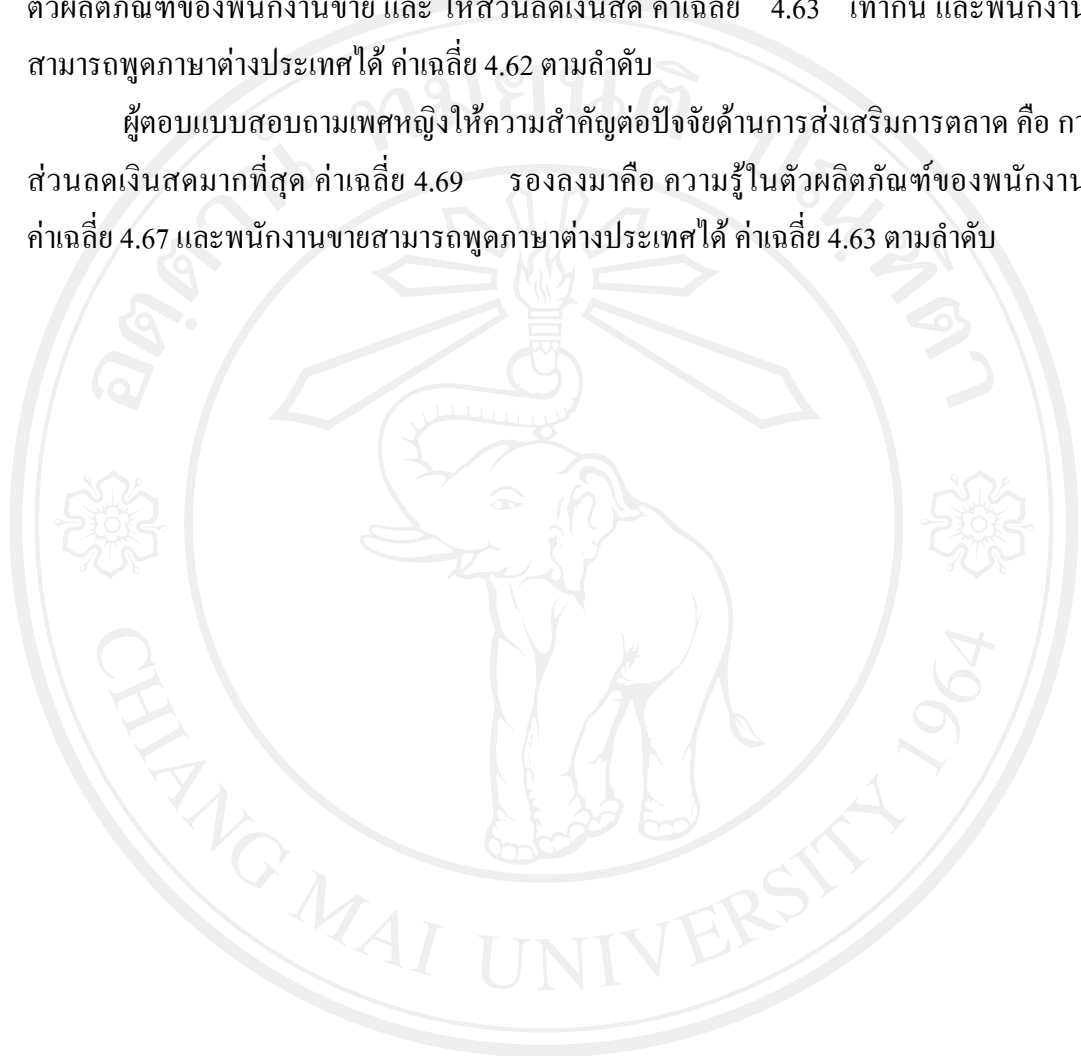 ตัวผลิตภัณฑ์ของพนักงานขาย และ ให้ส่วนลดเงินสด ค่าเฉลี่ย 4.63 เท่ากัน และพนักงาน
สามารถพูดภาษาต่างประเทศได้ ค่าเฉลี่ย 4.62 ตามลำดับ
ผู้ตอบแบบสอบถามเพศหญิงให้ความสำคัญต่อปัจจัยด้านการส่งเสริมการตลาด คือ
ส่วนลดเงินสดมากที่สุด ค่าเฉลี่ย 4.69 รองลงมาคือ ความรู้ในตัวผลิตภัณฑ์ของพนักงาน
ค่าเฉลี่ย 4.67 และพนักงานขายสามารถพูดภาษาต่างประเทศได้ ค่าเฉลี่ย 4.63 ตามลำดับ
อตฺตานํ ทมยนฺติ ปณฺฑิตา
CHIANG MAI UNIVERSITY 1964